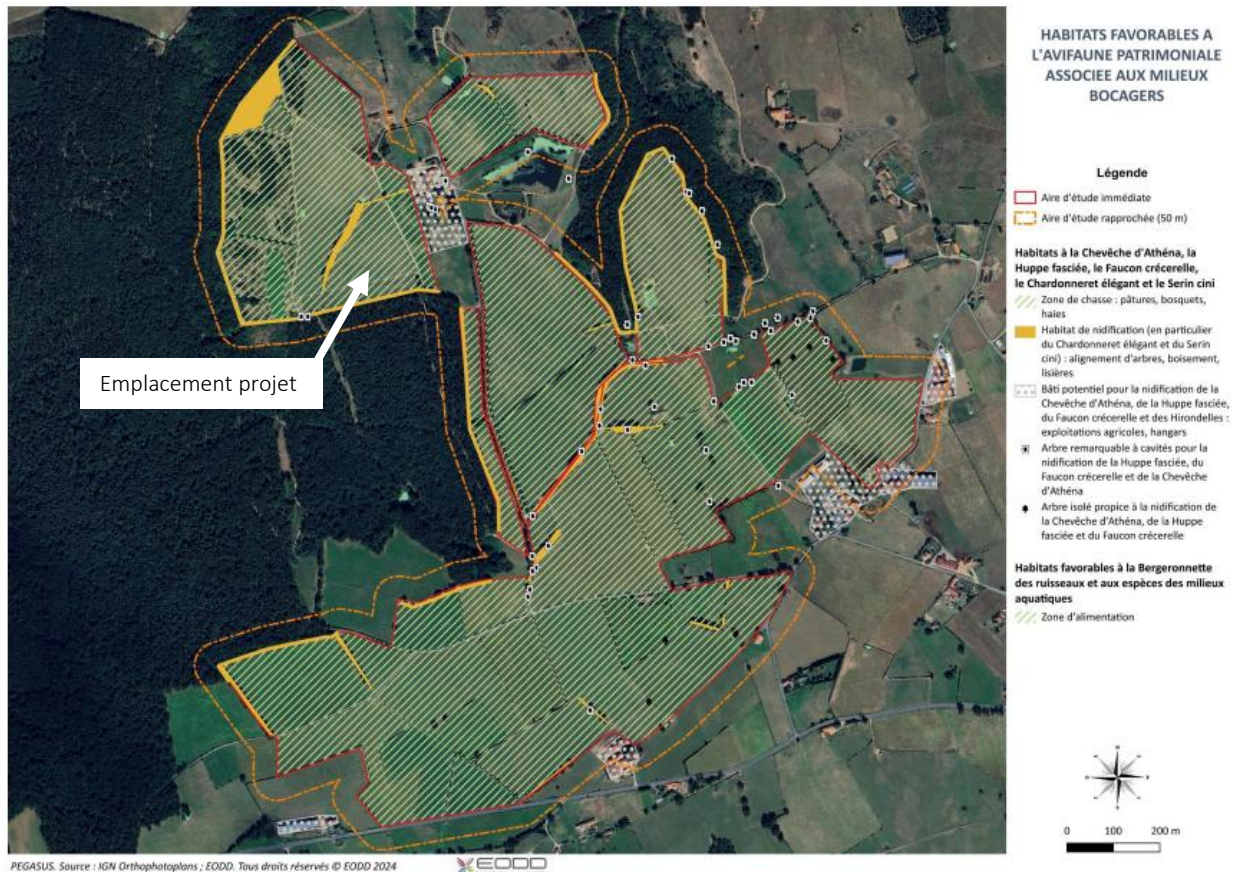 HABITATS FAVORABLES A
L'AVIFAUNE PATRIMONIALE
ASSOCIEE AUX MILIEUX
BOCAGERS
Légende
Aire d'étude immédiate
Aire d'étude rapprochée (50 m)
Habitats à la Chevêche d'Athéna, la
Huppe fasciée, le Faucon crécerelle,
le Chardonneret élégant et le Serin cini
Zone de chasse : pâtures, bosquets,
haies
Habitat de nidification (en particulier
du Chardonneret élégant et du Serin
cini) : alignement d'arbres, boisement,
lisières
Bâti potentiel pour la nidification de la
Chevêche d'Athéna, de la Huppe fasciée,
du Faucon crécerelle et des Hirondelles :
exploitations agricoles, hangars
Arbre remarquable à cavités pour la
nidification de la Huppe fasciée, du
Faucon crécerelle et de la Chevêche
d'Athéna
Arbre isolé propice à la nidification de
la Chevêche d'Athéna, de la Huppe
fasciée et du Faucon crécerelle
Habitats favorables à la Bergeronnette
des ruisseaux et aux espèces des milieux
aquatiques
Zone d'alimentation
Emplacement projet
0 100 200 m
PEGASUS. Source : IGN Orthophotoplans ; EODD. Tous droits réservés © EODD 2024
EODD